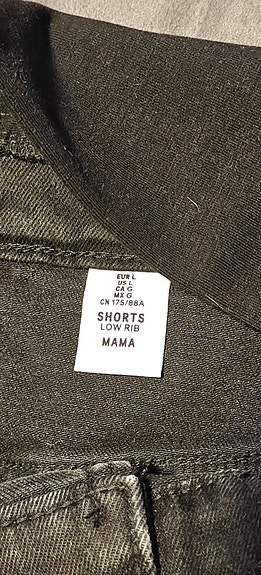 EUR L
US L
CA G
MX G
CN 175/88A
SHORTS
LOW RIB
MAMA